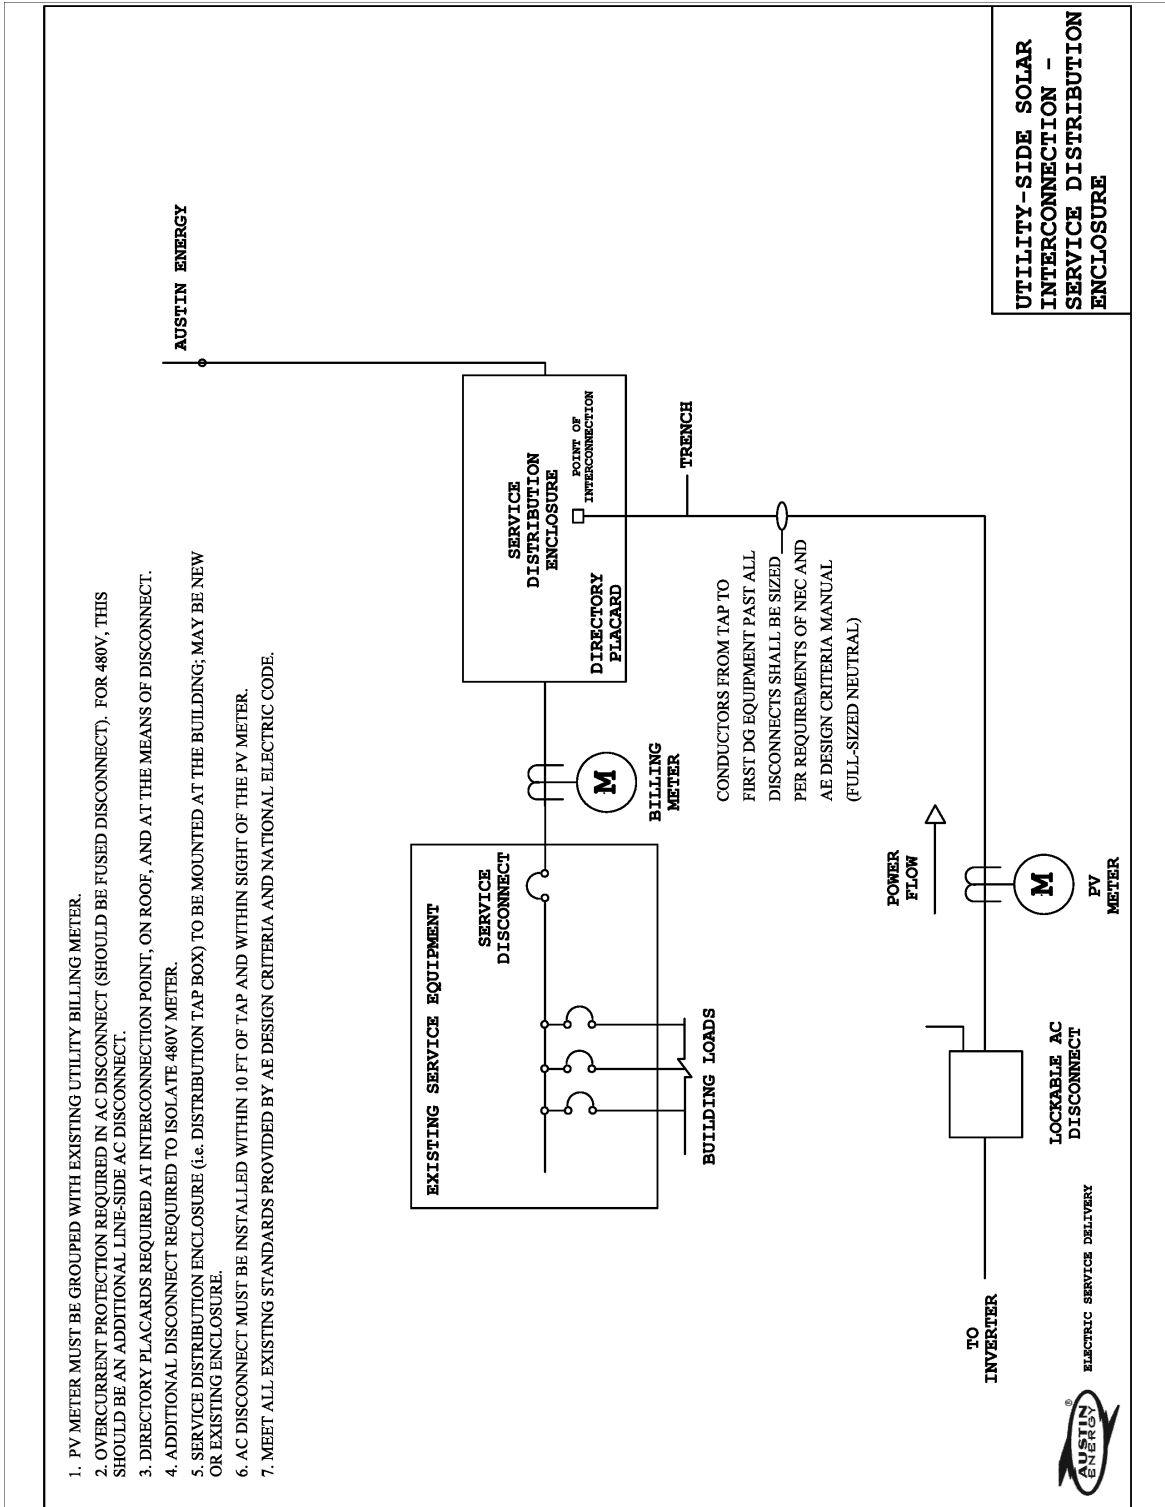 1. PV METER MUST BE GROUPED WITH EXISTING UTILITY BILLING METER.
2. OVERCURRENT PROTECTION REQUIRED IN AC DISCONNECT (SHOULD BE FUSED DISCONNECT). FOR 480V, THIS
SHOULD BE AN ADDITIONAL LINE-SIDE AC DISCONNECT.
3. DIRECTORY PLACARDS REQUIRED AT INTERCONNECTION POINT, ON ROOF, AND AT THE MEANS OF DISCONNECT.
4. ADDITIONAL DISCONNECT REQUIRED TO ISOLATE 480V METER.
5. SERVICE DISTRIBUTION ENCLOSURE (i.e. DISTRIBUTION TAP BOX) TO BE MOUNTED AT THE BUILDING; MAY BE NEW
OR EXISTING ENCLOSURE.
6. AC DISCONNECT MUST BE INSTALLED WITHIN 10 FT OF TAP AND WITHIN SIGHT OF THE PV METER.
7. MEET ALL EXISTING STANDARDS PROVIDED BY AE DESIGN CRITERIA AND NATIONAL ELECTRIC CODE.
AUSTIN ENERGY
EXISTING SERVICE EQUIPMENT
SERVICE
DISCONNECT
BUILDING LOADS
M
BILLING
METER
SERVICE
DISTRIBUTION
ENCLOSURE
POINT OF
INTERCONNECTION
DIRECTORY
PLACARD
TRENCH
CONDUCTORS FROM TAP TO
FIRST DG EQUIPMENT PAST ALL
DISCONNECTS SHALL BE SIZED
PER REQUIREMENTS OF NEC AND
AE DESIGN CRITERIA MANUAL
(FULL-SIZED NEUTRAL)
POWER
FLOW
M
PV
METER
LOCKABLE AC
DISCONNECT
TO
INVERTER
AUSTIN
ENERGY
®
ELECTRIC SERVICE DELIVERY
UTILITY-SIDE SOLAR
INTERCONNECTION -
SERVICE DISTRIBUTION
ENCLOSURE